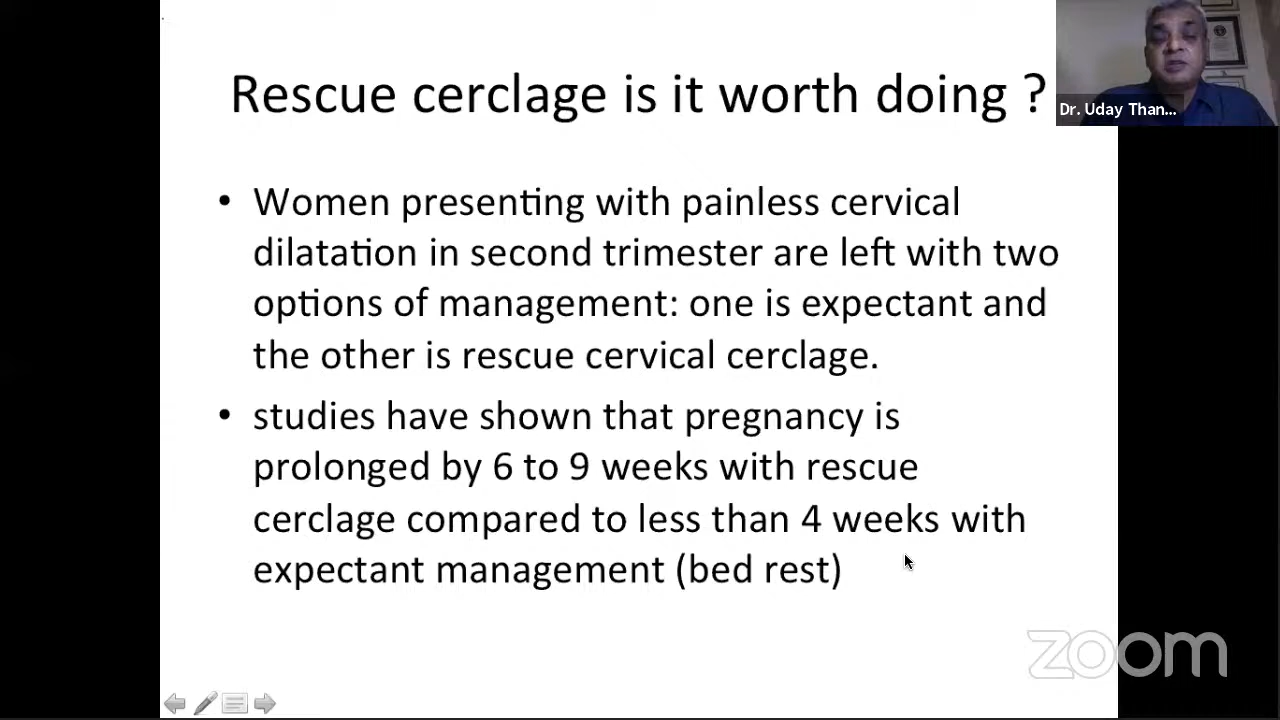 Rescue cerclage is it worth doing ?
Dr. Uday Than...
• Women presenting with painless cervical
dilatation in second trimester are left with two
options of management: one is expectant and
the other is rescue cervical cerclage.
• studies have shown that pregnancy is
prolonged by 6 to 9 weeks with rescue
cerclage compared to less than 4 weeks with
expectant management (bed rest)
zoom